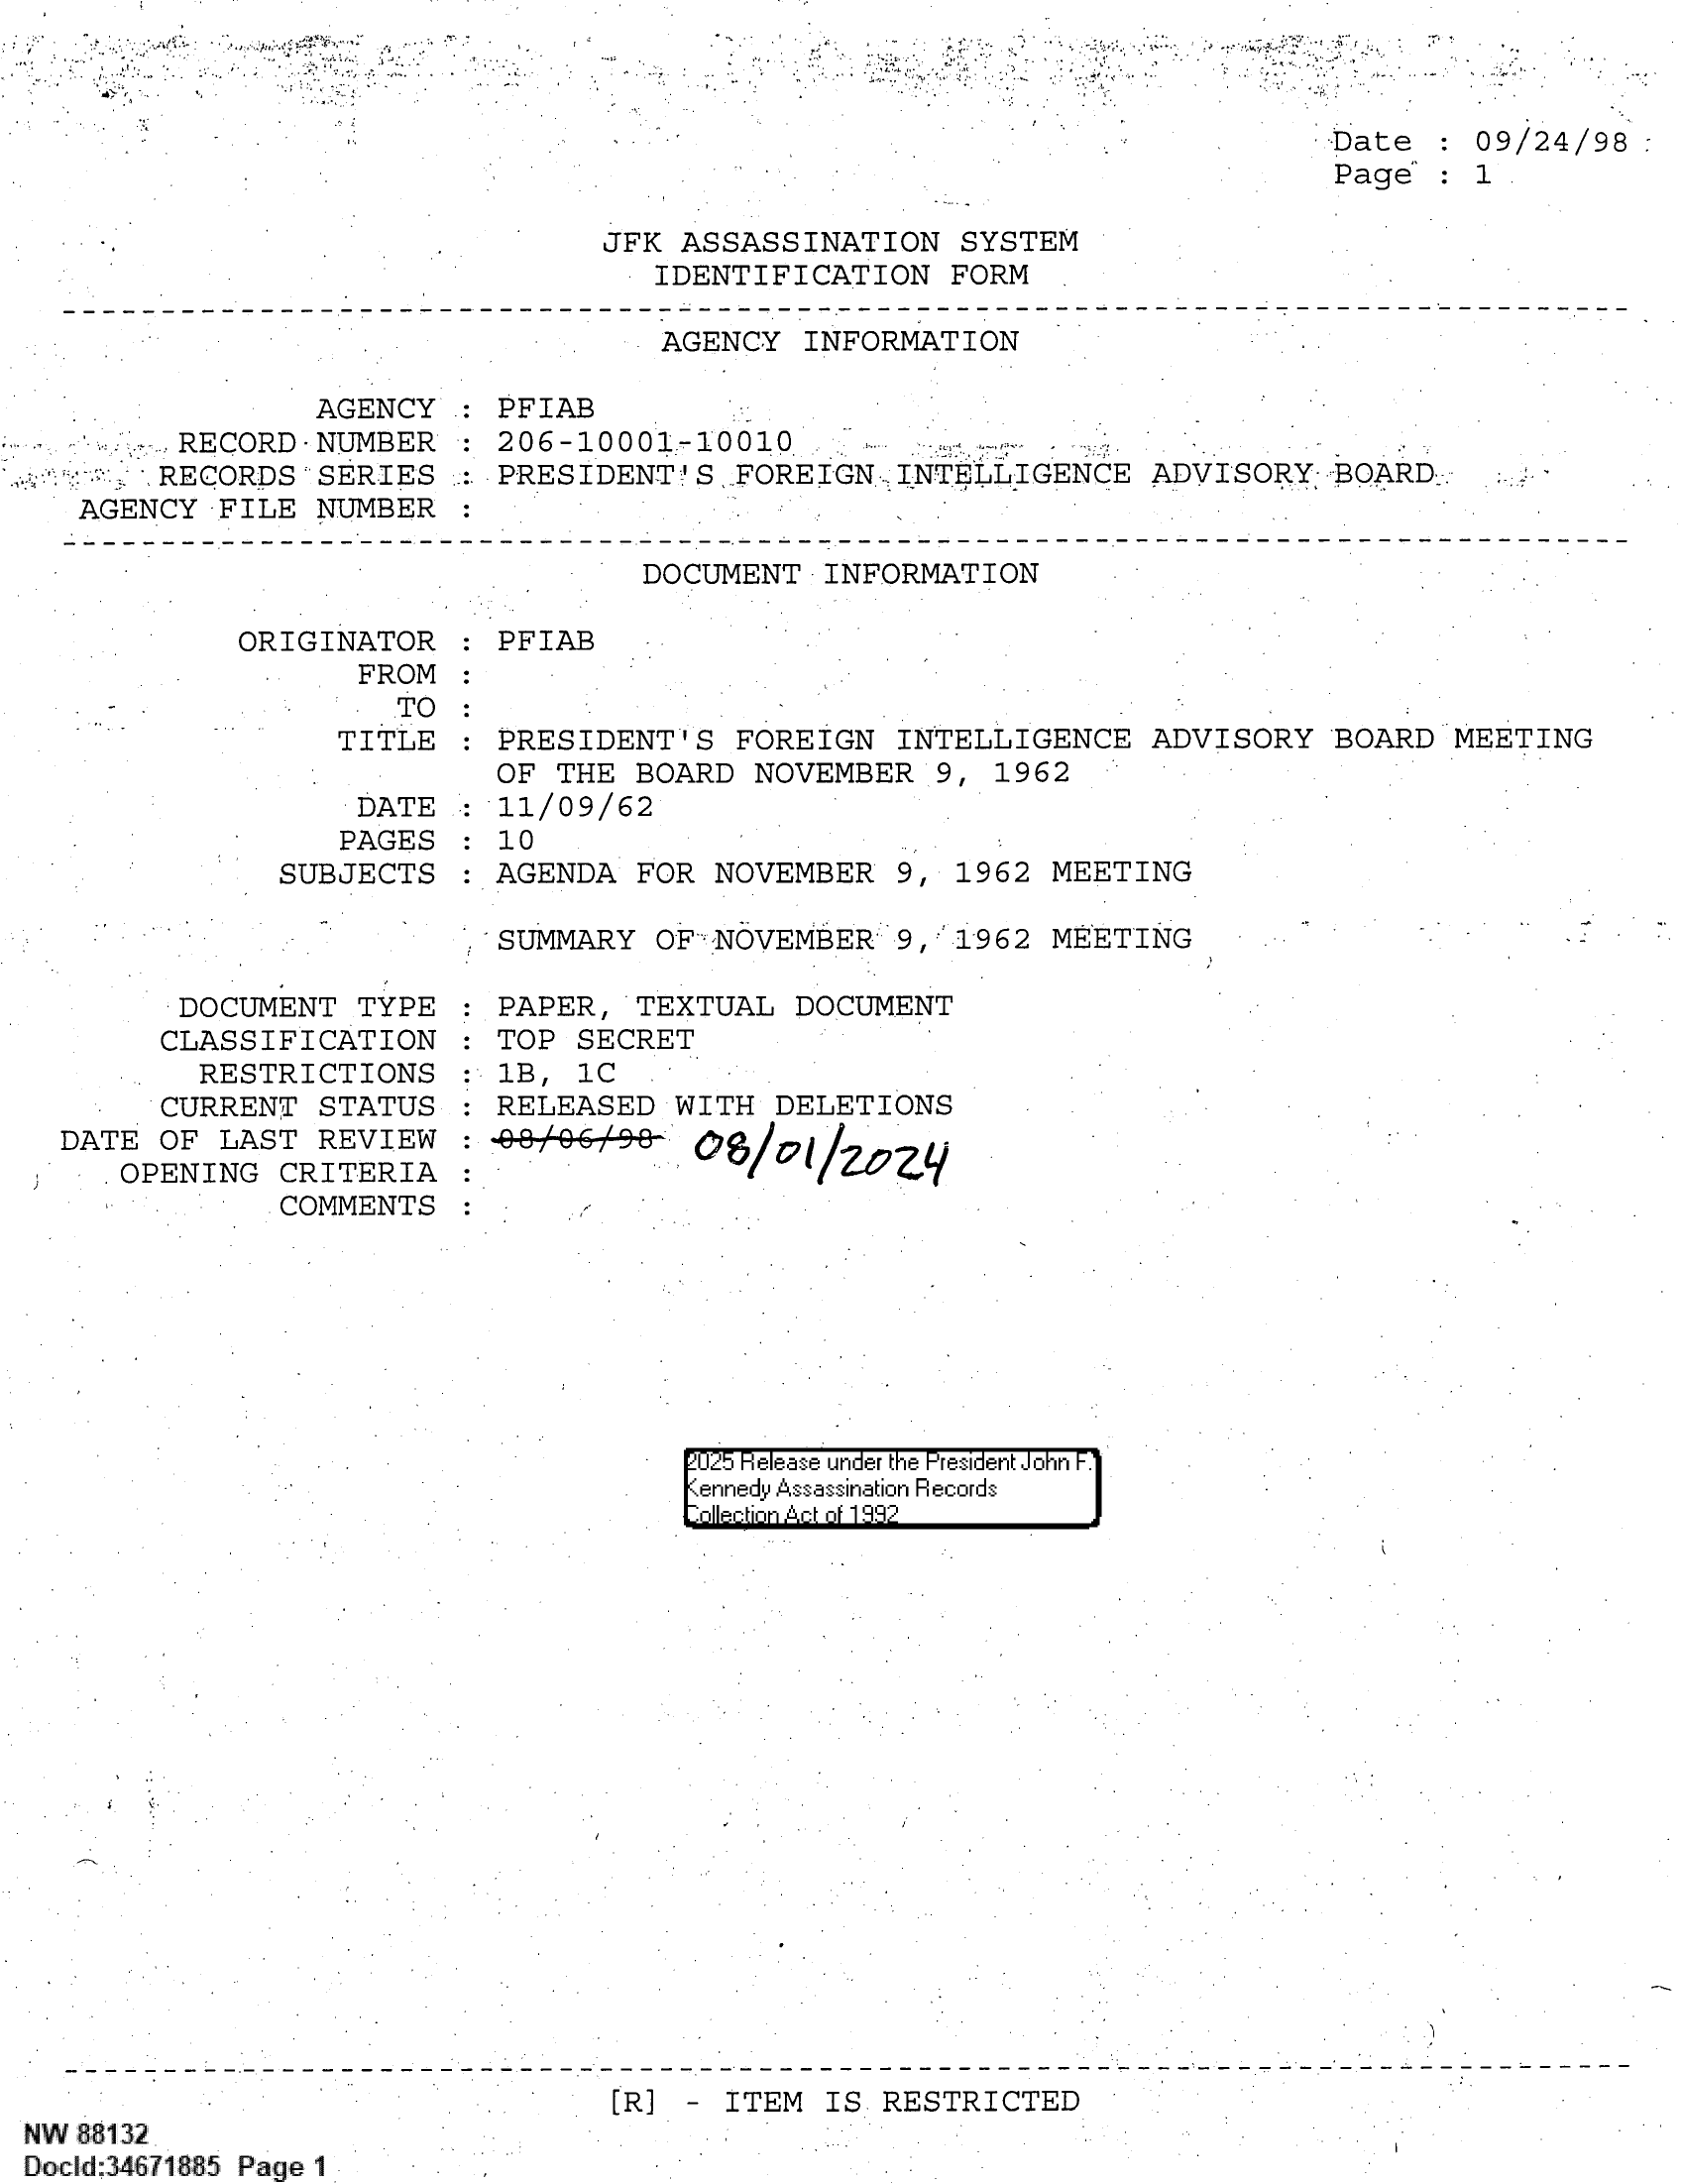 Date : 09/24/98
Page : 1
JFK ASSASSINATION SYSTEM
IDENTIFICATION FORM
AGENCY INFORMATION
AGENCY : PFIAB
RECORD NUMBER : 206-10001-10010
RECORDS SERIES : PRESIDENT'S FOREIGN INTELLIGENCE ADVISORY BOARD
AGENCY FILE NUMBER :
DOCUMENT INFORMATION
ORIGINATOR : PFIAB
FROM :
TO :
TITLE : PRESIDENT'S FOREIGN INTELLIGENCE ADVISORY BOARD MEETING
OF THE BOARD NOVEMBER 9, 1962
DATE : 11/09/62
PAGES : 10
SUBJECTS : AGENDA FOR NOVEMBER 9, 1962 MEETING
SUMMARY OF NOVEMBER 9, 1962 MEETING
DOCUMENT TYPE : PAPER, TEXTUAL DOCUMENT
CLASSIFICATION : TOP SECRET
RESTRICTIONS : 1B, 1C
CURRENT STATUS : RELEASED WITH DELETIONS
DATE OF LAST REVIEW : 08/06/98 08/01/2024
OPENING CRITERIA :
COMMENTS :
2025 Release under the President John F.
Kennedy Assassination Records
Collection Act of 1992
[R] - ITEM IS RESTRICTED
NW 88132
DocId:34671885 Page 1